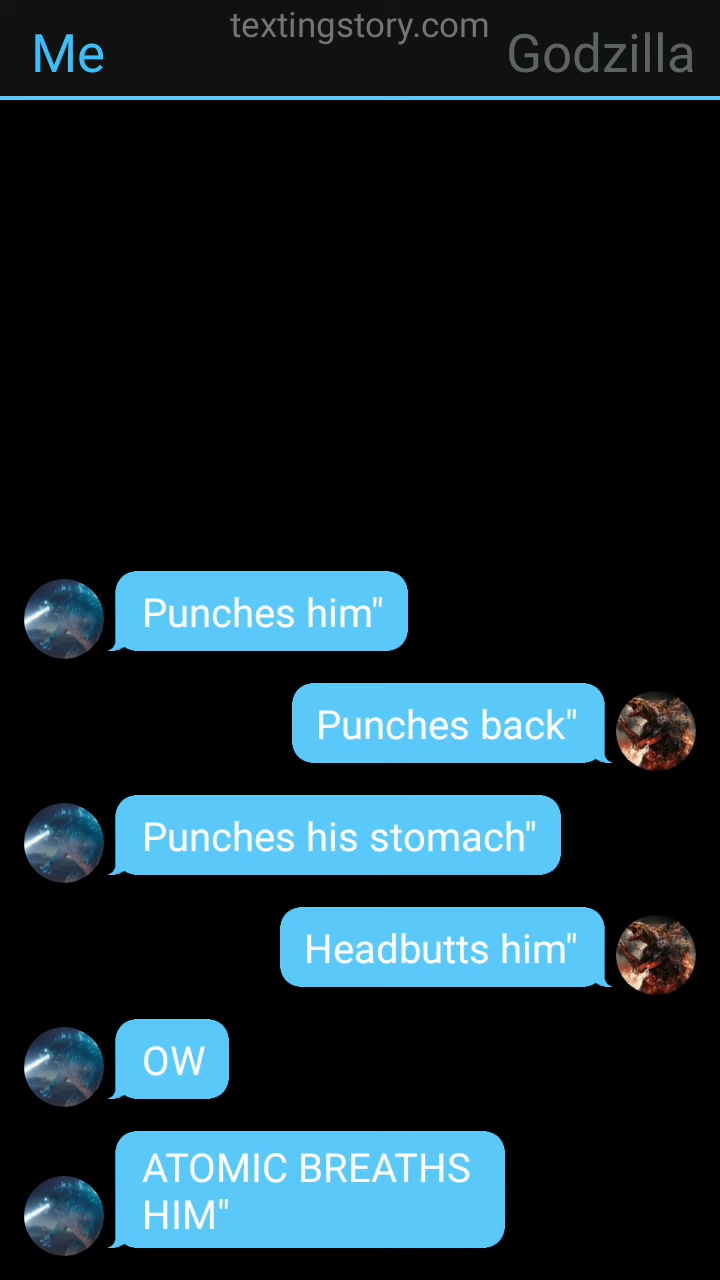 textingstory.com
Me
Godzilla
Punches him"
Punches back"
Punches his stomach"
Headbutts him"
OW
ATOMIC BREATHS
HIM"